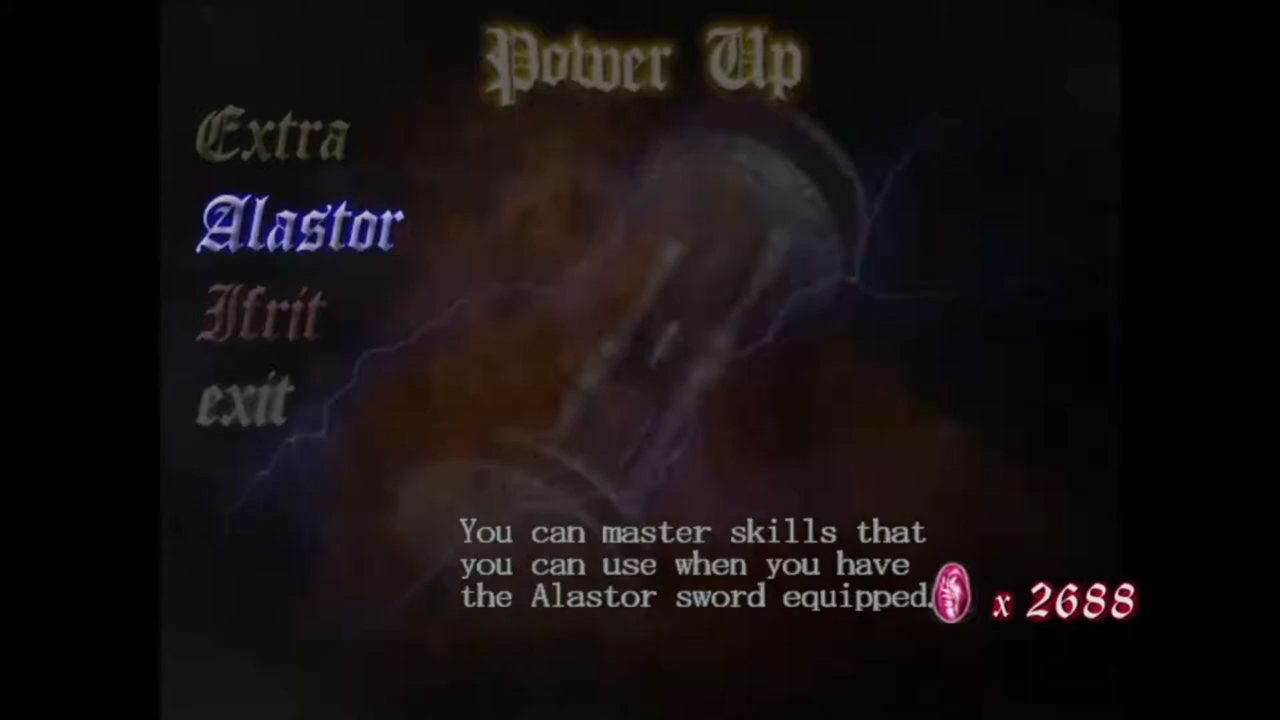 Power Up
Extra
Alastor
Ifrit
exit
You can master skills that
you can use when you have
the Alastor sword equipped.
x 2688